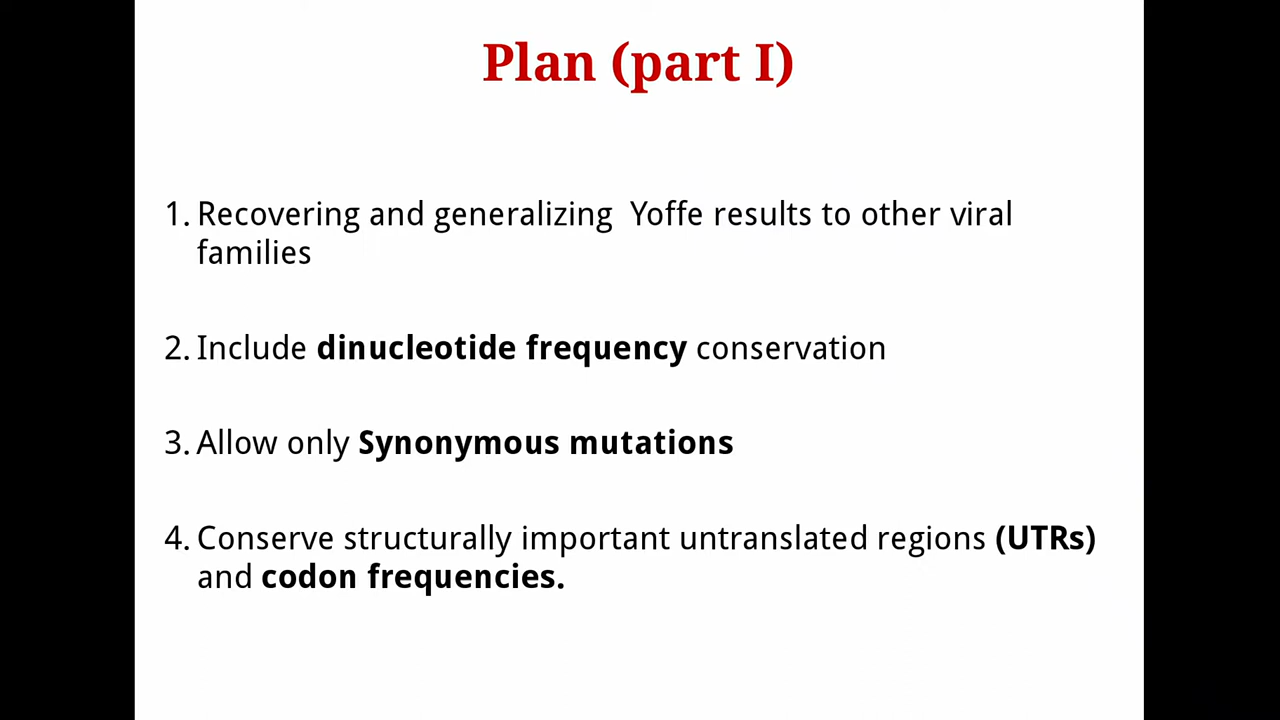 Plan (part I)
1. Recovering and generalizing  Yoffe results to other viral
families
2. Include dinucleotide frequency conservation
3. Allow only Synonymous mutations
4. Conserve structurally important untranslated regions (UTRs)
and codon frequencies.